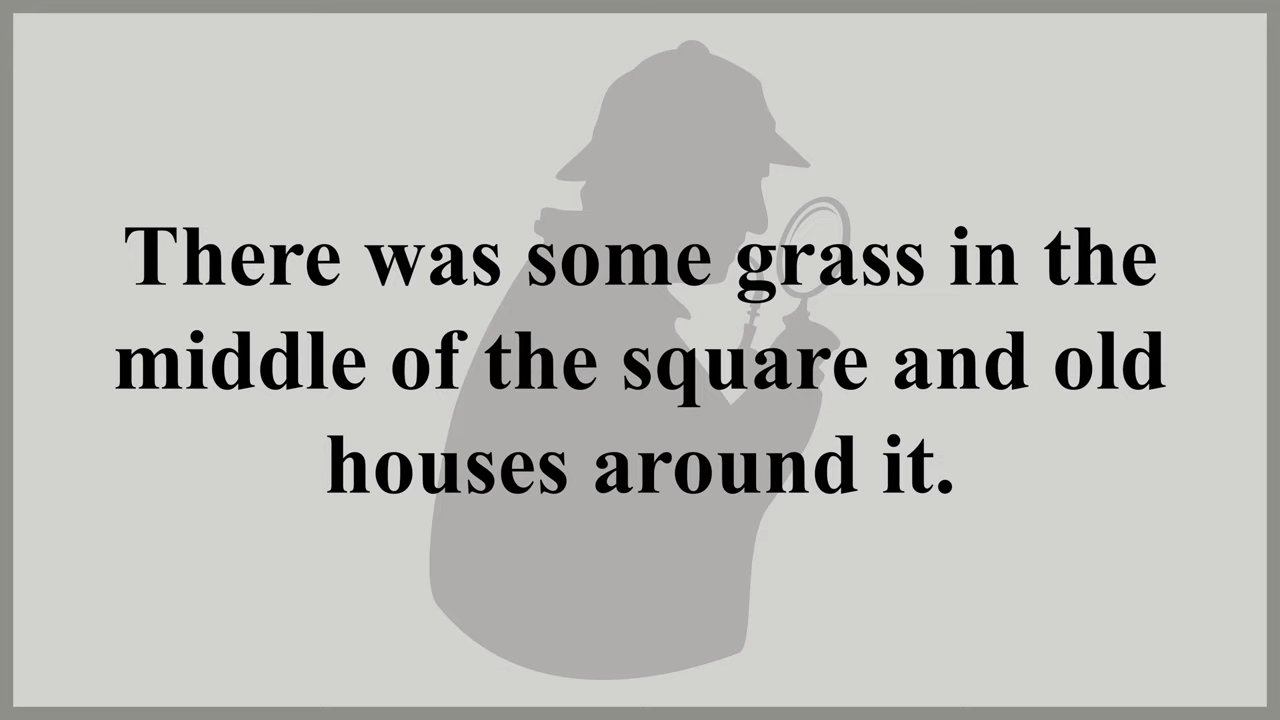 There was some grass in the
middle of the square and old
houses around it.